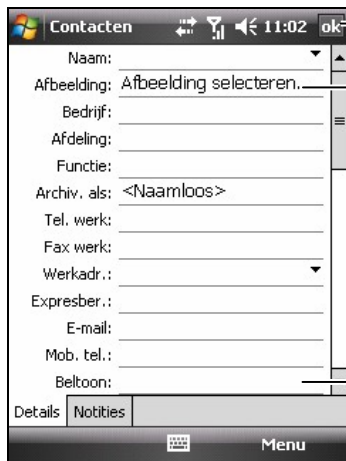 Contacten 11:02 ok
Naam:
Afbeelding: Afbeelding selecteren.
Bedrijf:
Afdeling:
Functie:
Archiv. als: <Naamloos>
Tel. werk:
Fax werk:
Werkadr.:
Expresber.:
E-mail:
Mob. tel.:
Beltoon:
Details Notities
Menu